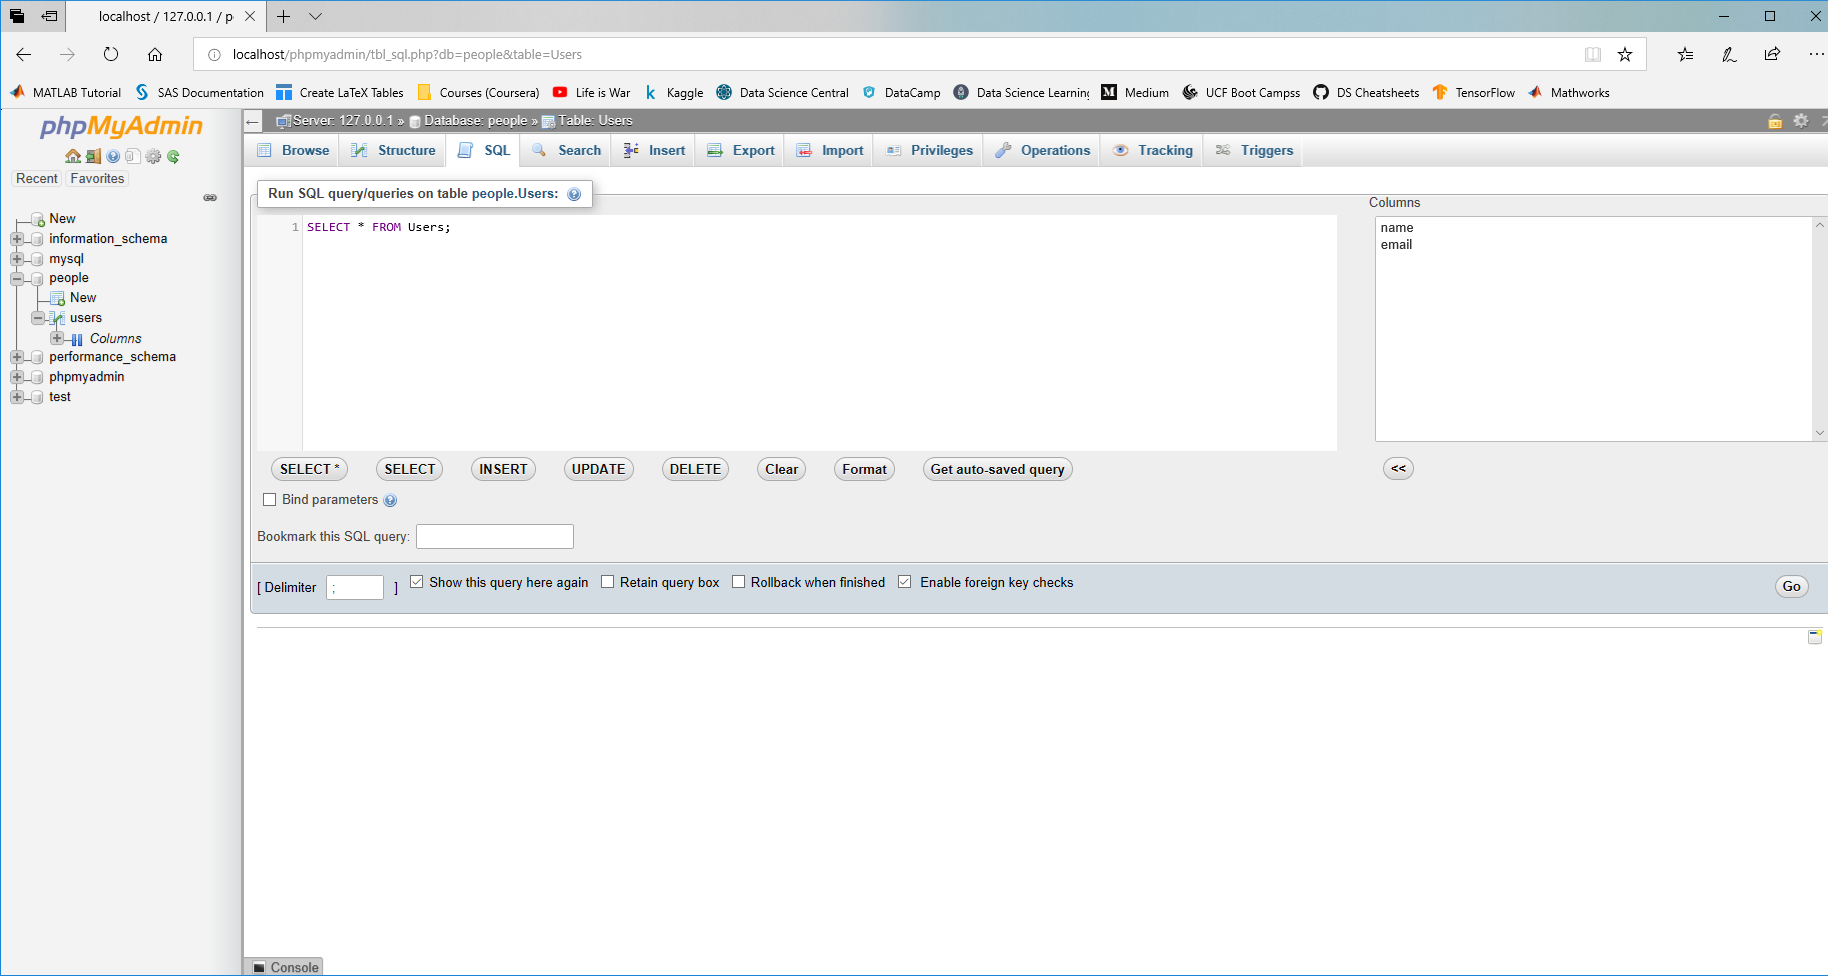 localhost / 127.0.0.1 / p
localhost/phpmyadmin/tbl_sql.php?db=people&table=Users
MATLAB Tutorial SAS Documentation Create LaTeX Tables Courses (Coursera) Life is War Kaggle Data Science Central DataCamp Data Science Learning Medium UCF Boot Campss DS Cheatsheets TensorFlow Mathworks
phpMyAdmin
Recent Favorites
New
information_schema
mysql
people
New
users
Columns
performance_schema
phpmyadmin
test
Server: 127.0.0.1 » Database: people » Table: Users
Browse Structure SQL Search Insert Export Import Privileges Operations Tracking Triggers
Run SQL query/queries on table people.Users:
1 SELECT * FROM Users;
Columns
name
email
SELECT * SELECT INSERT UPDATE DELETE Clear Format Get auto-saved query <<
Bind parameters
Bookmark this SQL query:
[ Delimiter ; ] Show this query here again Retain query box Rollback when finished Enable foreign key checks Go
Console